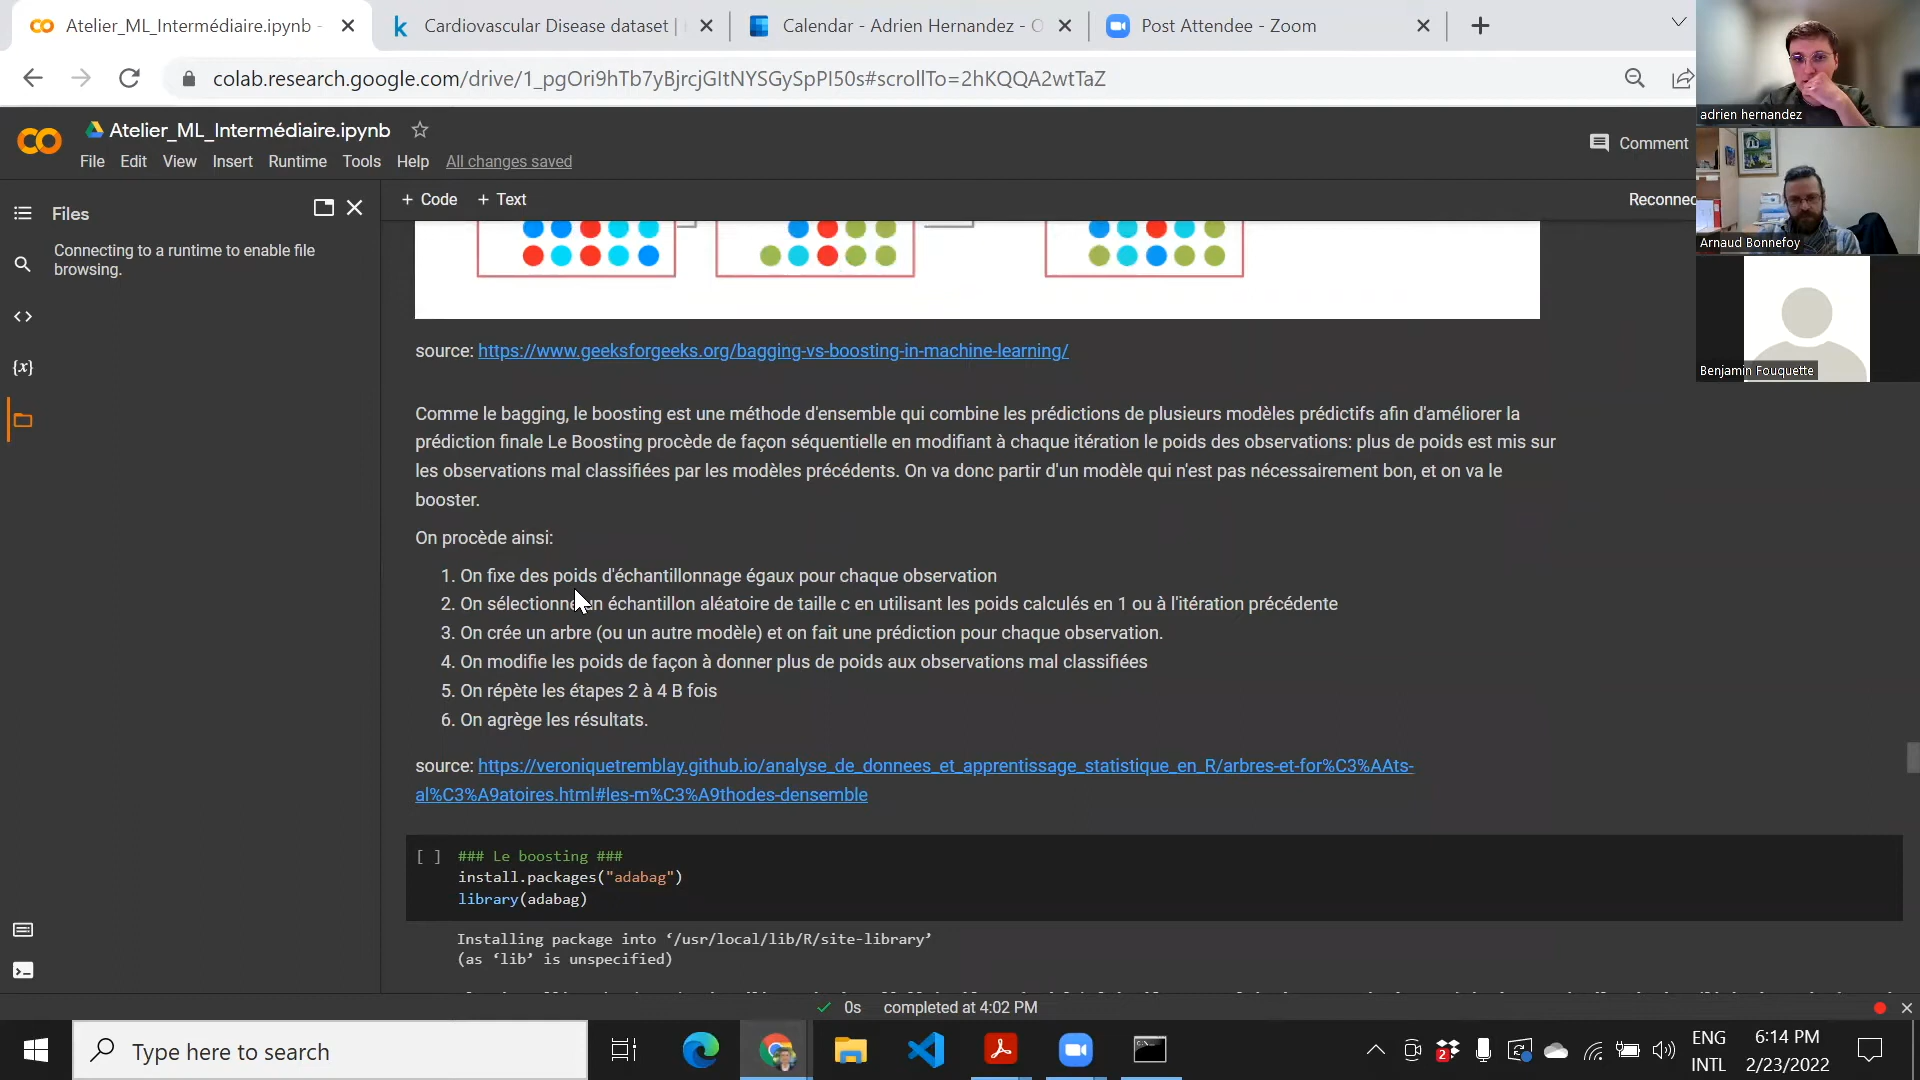 Atelier_ML_Intermédiaire.ipynb -
Cardiovascular Disease dataset |
Calendar - Adrien Hernandez - O
Post Attendee - Zoom
colab.research.google.com/drive/1_pgOri9hTb7yBjrcjGItNYSGySpPI50s#scrollTo=2hKQQA2wtTaZ
adrien hernandez
Arnaud Bonnefoy
Benjamin Fouquette
Atelier_ML_Intermédiaire.ipynb
File Edit View Insert Runtime Tools Help All changes saved
Comment
Files
Connecting to a runtime to enable file
browsing.
+ Code + Text
Reconnec
source: https://www.geeksforgeeks.org/bagging-vs-boosting-in-machine-learning/
Comme le bagging, le boosting est une méthode d'ensemble qui combine les prédictions de plusieurs modèles prédictifs afin d'améliorer la
prédiction finale Le Boosting procède de façon séquentielle en modifiant à chaque itération le poids des observations: plus de poids est mis sur
les observations mal classifiées par les modèles précédents. On va donc partir d'un modèle qui n'est pas nécessairement bon, et on va le
booster.
On procède ainsi:
1. On fixe des poids d'échantillonnage égaux pour chaque observation
2. On sélectionne un échantillon aléatoire de taille c en utilisant les poids calculés en 1 ou à l'itération précédente
3. On crée un arbre (ou un autre modèle) et on fait une prédiction pour chaque observation.
4. On modifie les poids de façon à donner plus de poids aux observations mal classifiées
5. On répète les étapes 2 à 4 B fois
6. On agrège les résultats.
source: https://veroniquetremblay.github.io/analyse_de_donnees_et_apprentissage_statistique_en_R/arbres-et-for%C3%AAts-
al%C3%A9atoires.html#les-m%C3%A9thodes-densemble
[ ] ### Le boosting ###
install.packages("adabag")
library(adabag)
Installing package into ‘/usr/local/lib/R/site-library’
(as ‘lib’ is unspecified)
0s completed at 4:02 PM
Type here to search
2
ENG
INTL
6:14 PM
2/23/2022